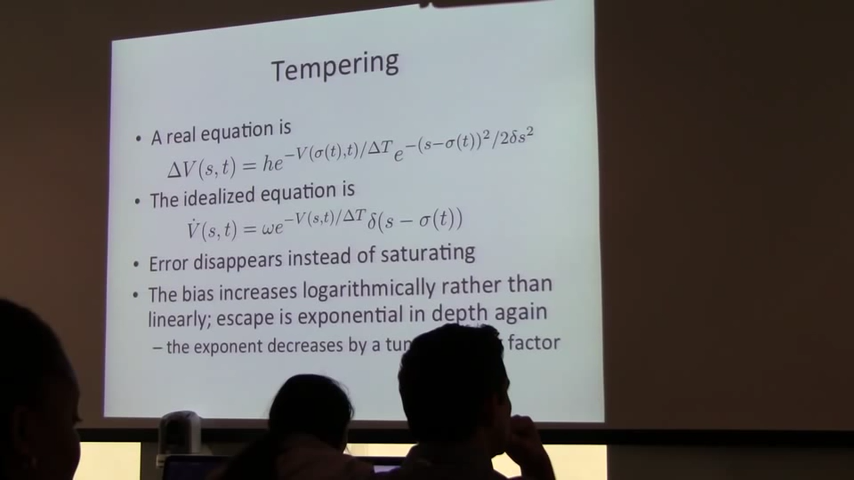 Tempering
• A real equation is
ΔV(s,t) = he^{−V(σ(t),t)/ΔT} e^{−(s−σ(t))²/2δs²}
• The idealized equation is
V̇(s,t) = ωe^{−V(s,t)/ΔT} δ(s − σ(t))
• Error disappears instead of saturating
• The bias increases logarithmically rather than
linearly; escape is exponential in depth again
– the exponent decreases by a factor